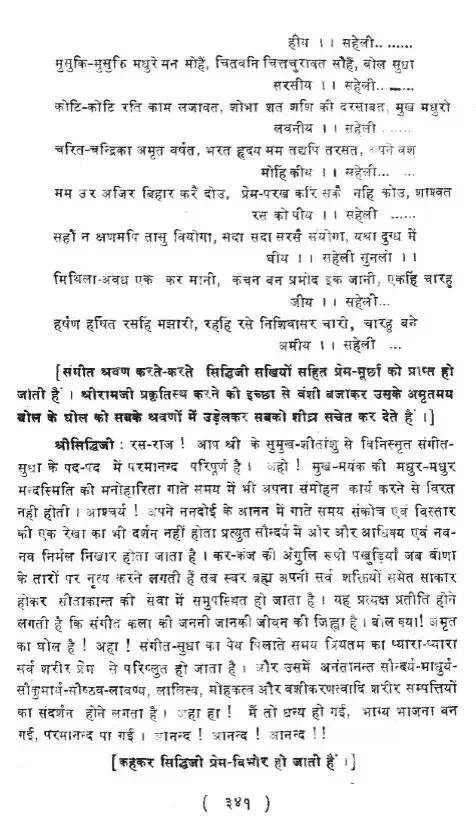 हीय ।। सहेली.. ......
मुसुकि-मुसुकि मधुरे मन मोहैं, चितवनि चित्तचुरावत सोहैं, बोल सुधा
सरसीय ।। सहेली.......
कोटि-कोटि रति काम लजावत, शोभा शत शशि की दरसावत, मुख मधुरो
लवनीय ।। सहेली ........
चरित-चन्द्रिका अमृत वर्षत, भरत हृदय मम तद्यपि तरसत, अपने वश
मोहि कीय ।। सहेली... ...
मम उर अजिर बिहार करैं दोउ, प्रेम-परख करि सकै नहि कोउ, शाश्वत
रस को पीय ।। सहेली ......
सहौं न क्षणमपि तासु वियोगा, सदा सदा सरसै संयोगा, यथा दुग्ध में
घीय ।। सहेली सुनलो ।।
मिथिला-अवध एक कर मानी, कंचन बन प्रमोद इक जानी, एकहिं चारहु
जीय ।। सहेली...
हर्षण हर्षित रसहिं मझारी, रहहिं रसे निशिवासर चारी, चारहु बने
अमीय ।। सहेली ...
[संगीत श्रवण करते-करते सिद्धिजी सखियों सहित प्रेम-मूर्छा को प्राप्त हो
जाती हैं । श्रीरामजी प्रकृतिस्थ करने की इच्छा से वंशी बजाकर उसके अमृतमय
बोल के घोल को सबके श्रवणों में उड़ेलकर सबको शीघ्र सचेत कर देते हैं ।]
श्रीसिद्धिजी : रस-राज ! आप श्री के सुमुख-शीतांशु से विनिस्सृत संगीत-
सुधा के पद-पद में परमानन्द परिपूर्ण है । अहो ! मुख-मयंक की मधुर-मधुर
मन्दस्मिति की मनोहारिता गाते समय में भी अपना संमोहन कार्य करने से विरत
नही होती । आश्चर्य ! अपने ननदोई के आनन में गाते समय संकोच एवं विस्तार
की एक रेखा का भी दर्शन नहीं होता प्रत्युत सौन्दर्य में और और आधिक्य एवं नव-
नव निर्मल निखार होता जाता है । कर-कंज की अंगुलि रूपी पखुड़ियाँ जब वीणा
के तारों पर नृत्य करने लगती हैं तब स्वर ब्रह्म अपनी सर्व शक्तियों समेत साकार
होकर सीताकान्त की सेवा में समुपस्थित हो जाता है । यह प्रत्यक्ष प्रतीति होने
लगती है कि संगीत कला की जननी जानकी जीवन की जिह्वा है । बोल क्या! अमृत
का घोल है ! अहा ! संगीत-सुधा का पेय पिलाते समय प्रियतम का प्यारा-प्यारा
सर्व शरीर प्रेम से परिप्लुत हो जाता है । और उसमें अनंतानन्त सौन्दर्य-माधुर्य-
सौकुमार्य-सौष्ठव-लावण्य, लालित्य, मोहकत्व और वशीकरणत्वादि शरीर सम्पत्तियों
का संदर्शन होने लगता है । अहा हा ! मैं तो धन्य हो गई, भाग्य भाजना बन
गई, परमानन्द पा गई । आनन्द ! आनन्द ! आनन्द !!
[कहकर सिद्धिजी प्रेम-विभोर हो जाती हैं ।]
( ३४१ )